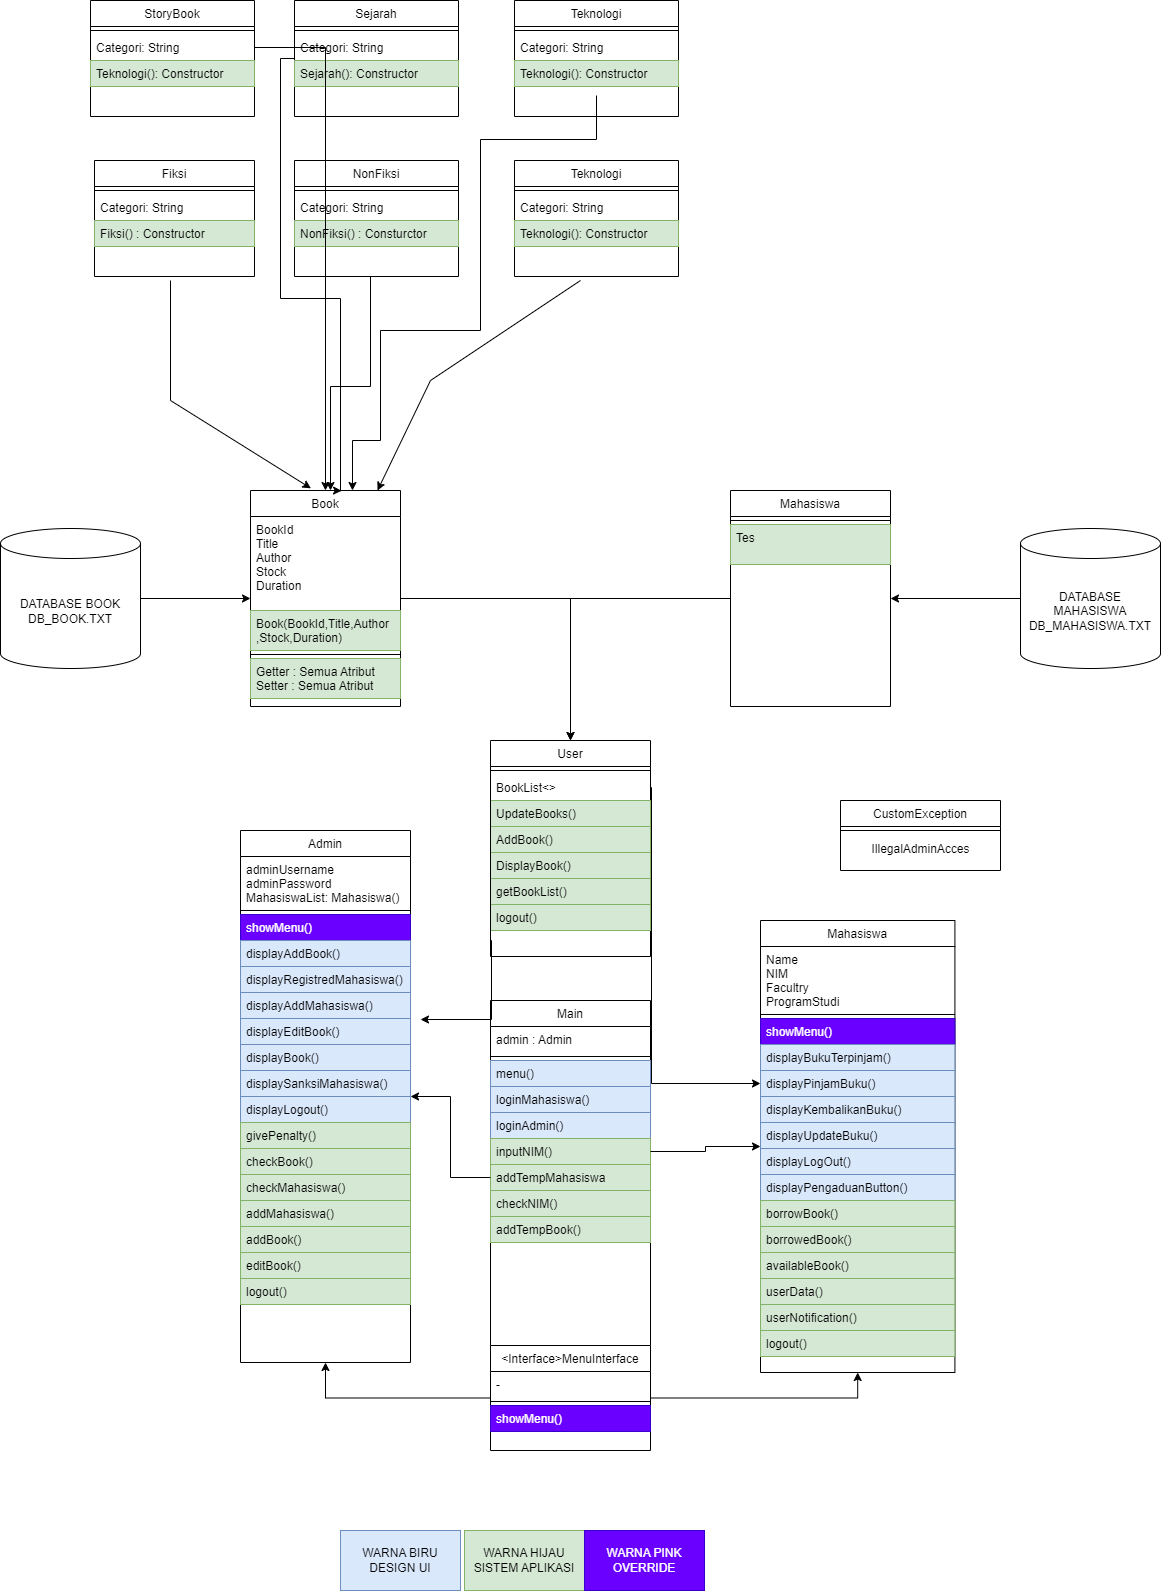 StoryBook
Categori: String
Teknologi(): Constructor
Sejarah
Categori: String
Sejarah(): Constructor
Teknologi
Categori: String
Teknologi(): Constructor
Fiksi
Categori: String
Fiksi() : Constructor
NonFiksi
Categori: String
NonFiksi() : Consturctor
Teknologi
Categori: String
Teknologi(): Constructor
DATABASE BOOK
DB_BOOK.TXT
Book
BookId
Title
Author
Stock
Duration
Book(BookId,Title,Author
,Stock,Duration)
Getter : Semua Atribut
Setter : Semua Atribut
Mahasiswa
Tes
DATABASE
MAHASISWA
DB_MAHASISWA.TXT
User
BookList<>
UpdateBooks()
AddBook()
DisplayBook()
getBookList()
logout()
CustomException
IllegalAdminAcces
Admin
adminUsername
adminPassword
MahasiswaList: Mahasiswa()
showMenu()
displayAddBook()
displayRegistredMahasiswa()
displayAddMahasiswa()
displayEditBook()
displayBook()
displaySanksiMahasiswa()
displayLogout()
givePenalty()
checkBook()
checkMahasiswa()
addMahasiswa()
addBook()
editBook()
logout()
Main
admin : Admin
menu()
loginMahasiswa()
loginAdmin()
inputNIM()
addTempMahasiswa
checkNIM()
addTempBook()
Mahasiswa
Name
NIM
Facultry
ProgramStudi
showMenu()
displayBukuTerpinjam()
displayPinjamBuku()
displayKembalikanBuku()
displayUpdateBuku()
displayLogOut()
displayPengaduanButton()
borrowBook()
borrowedBook()
availableBook()
userData()
userNotification()
logout()
<Interface>MenuInterface
-
showMenu()
WARNA BIRU
DESIGN UI
WARNA HIJAU
SISTEM APLIKASI
WARNA PINK
OVERRIDE